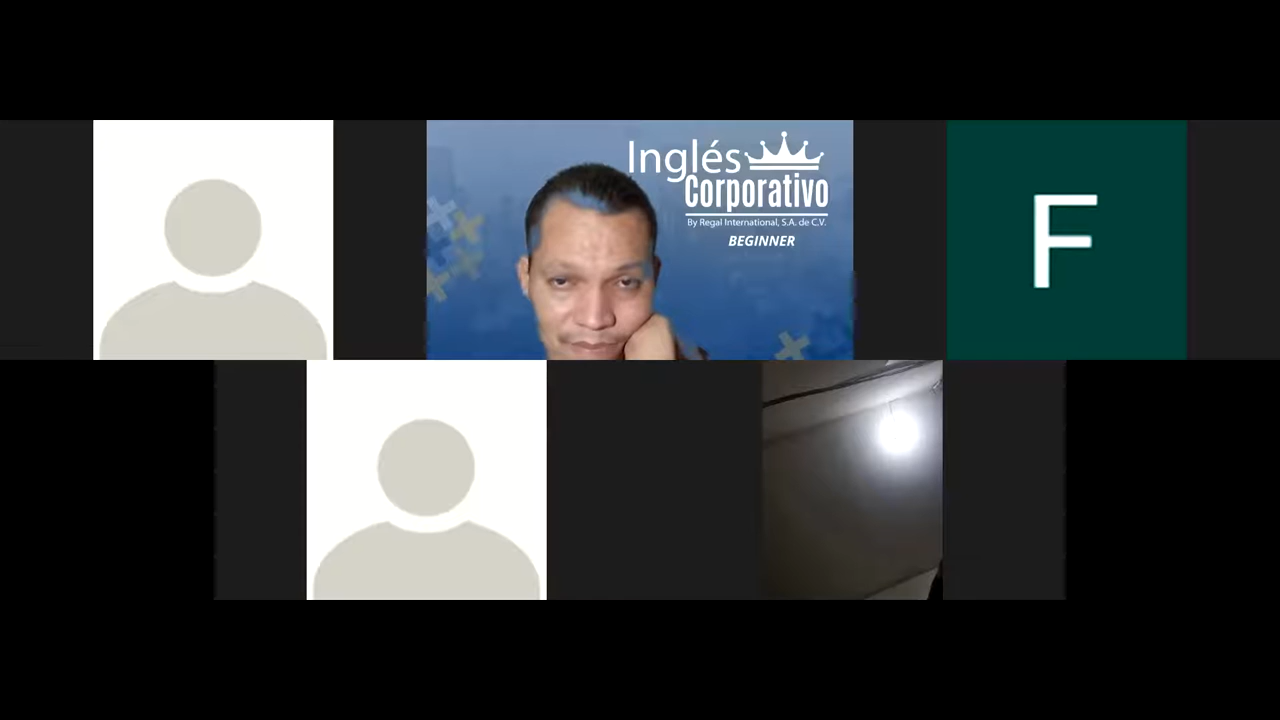 Inglés
Corporativo
By Regal International, S.A. de C.V.
BEGINNER
F